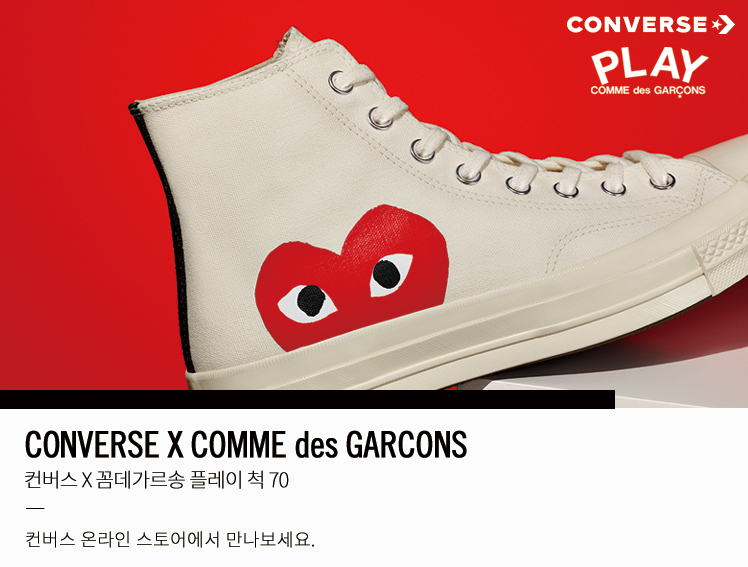 CONVERSE
PLAY
COMME des GARÇONS
CONVERSE X COMME des GARCONS
컨버스 X 꼼데가르송 플레이 척 70
컨버스 온라인 스토어에서 만나보세요.